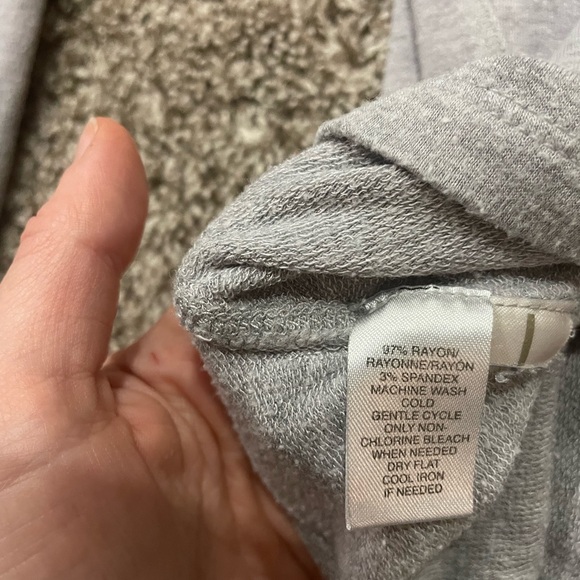 97% RAYON/
RAYONNE/RAYÓN
3% SPANDEX
MACHINE WASH
COLD
GENTLE CYCLE
ONLY NON-
CHLORINE BLEACH
WHEN NEEDED
DRY FLAT
COOL IRON
IF NEEDED